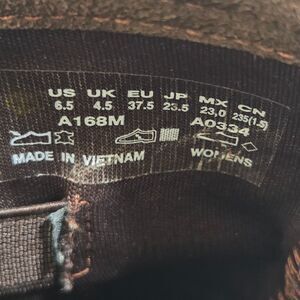 US UK EU JP MX CN
6.5 4.5 37.5 23.5 23,0 235(1.5)
A168M A0334
MADE IN VIETNAM WOMENS